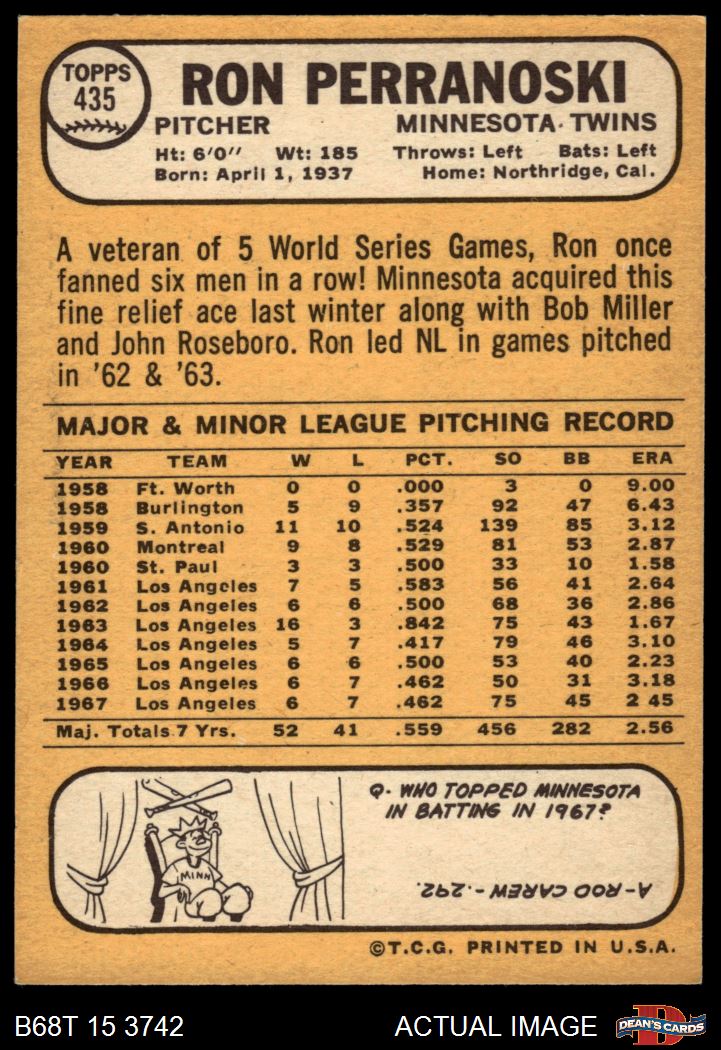 TOPPS
435
RON PERRANOSKI
PITCHER MINNESOTA TWINS
Ht: 6'0" Wt: 185 Throws: Left Bats: Left
Born: April 1, 1937 Home: Northridge, Cal.
A veteran of 5 World Series Games, Ron once
fanned six men in a row! Minnesota acquired this
fine relief ace last winter along with Bob Miller
and John Roseboro. Ron led NL in games pitched
in '62 & '63.
MAJOR & MINOR LEAGUE PITCHING RECORD
YEAR TEAM W L PCT. SO BB ERA
1958 Ft. Worth 0 0 .000 3 0 9.00
1958 Burlington 5 9 .357 92 47 6.43
1959 S. Antonio 11 10 .524 139 85 3.12
1960 Montreal 9 8 .529 81 53 2.87
1960 St. Paul 3 3 .500 33 10 1.58
1961 Los Angeles 7 5 .583 56 41 2.64
1962 Los Angeles 6 6 .500 68 36 2.86
1963 Los Angeles 16 3 .842 75 43 1.67
1964 Los Angeles 5 7 .417 79 46 3.10
1965 Los Angeles 6 6 .500 53 40 2.23
1966 Los Angeles 6 7 .462 50 31 3.18
1967 Los Angeles 6 7 .462 75 45 2 45
Maj. Totals 7 Yrs. 52 41 .559 456 282 2.56
MINN
Q- WHO TOPPED MINNESOTA
IN BATTING IN 1967?
A-ROD CAREW-.292.
©T.C.G. PRINTED IN U.S.A.
B68T 15 3742 ACTUAL IMAGE
D
DEAN'S CARDS